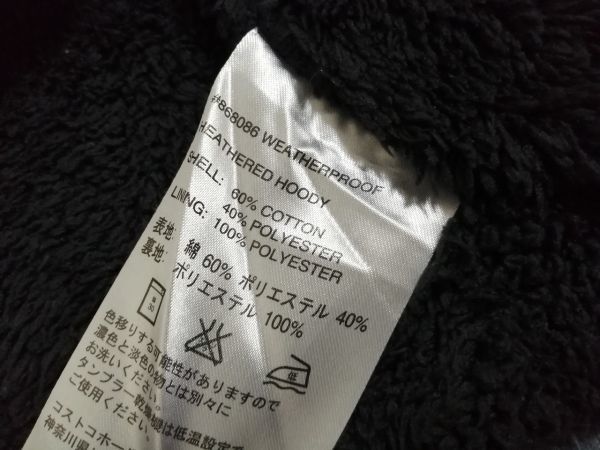 #868086 WEATHERPROOF
HEATHERED HOODY
SHELL: 60% COTTON
40% POLYESTER
LINING: 100% POLYESTER
表地: 綿 60% ポリエステル 40%
裏地: ポリエステル 100%
色移りする可能性がありますので
濃色と淡色の物とは別々に
お洗いください。
タンブラー乾燥機は低温設定
ご使用ください。
コストコホー
神奈川県